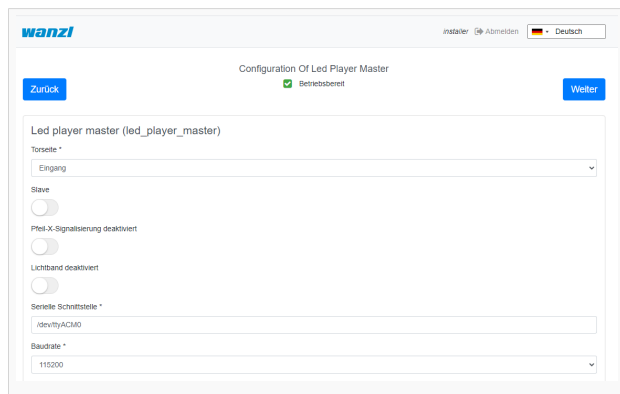 wanzl
installer Abmelden Deutsch
Configuration Of Led Player Master
Zurück
Betriebsbereit
Weiter
Led player master (led_player_master)
Torseite *
Eingang
Slave
Pfeil-X-Signalisierung deaktiviert
Lichtband deaktiviert
Serielle Schnittstelle *
/dev/ttyACM0
Baudrate *
115200